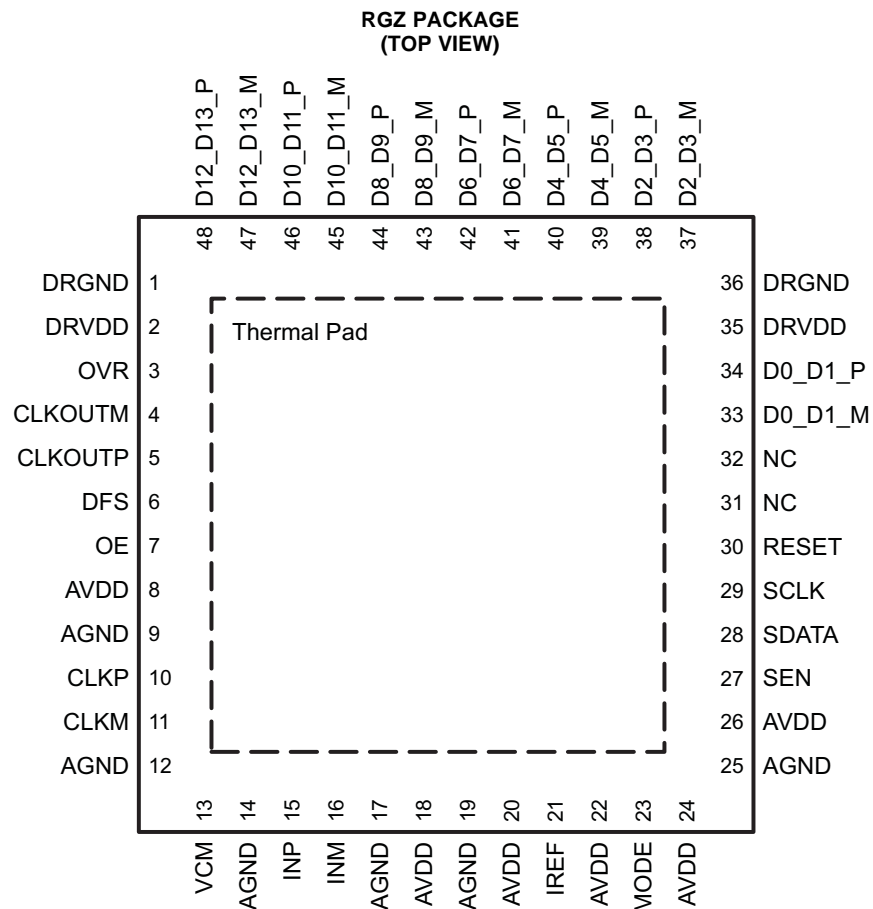 RGZ PACKAGE
(TOP VIEW)
D12_D13_P
D12_D13_M
D10_D11_P
D10_D11_M
D8_D9_P
D8_D9_M
D6_D7_P
D6_D7_M
D4_D5_P
D4_D5_M
D2_D3_P
D2_D3_M
48 47 46 45 44 43 42 41 40 39 38 37
DRGND 1
DRVDD 2
OVR 3
CLKOUTM 4
CLKOUTP 5
DFS 6
OE 7
AVDD 8
AGND 9
CLKP 10
CLKM 11
AGND 12
Thermal Pad
36 DRGND
35 DRVDD
34 D0_D1_P
33 D0_D1_M
32 NC
31 NC
30 RESET
29 SCLK
28 SDATA
27 SEN
26 AVDD
25 AGND
13 14 15 16 17 18 19 20 21 22 23 24
VCM
AGND
INP
INM
AGND
AVDD
AGND
AVDD
IREF
AVDD
MODE
AVDD